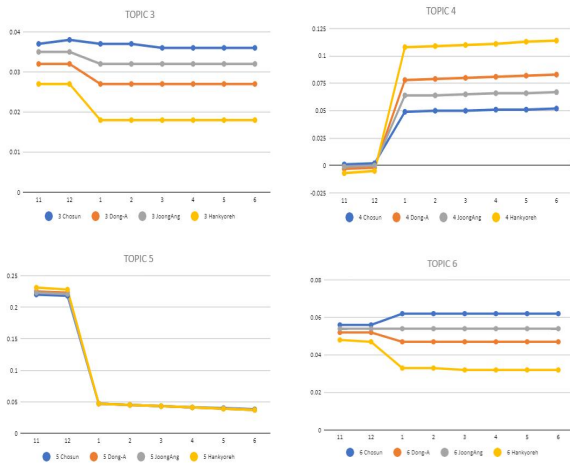 TOPIC 3
0.04
0.03
0.02
0.01
0
11 12 1 2 3 4 5 6
3 Chosun 3 Dong-A 3 JoongAng 3 Hankyoreh
TOPIC 4
0.125
0.1
0.075
0.05
0.025
0
-0.025
11 12 1 2 3 4 5 6
4 Chosun 4 Dong-A 4 JoongAng 4 Hankyoreh
TOPIC 5
0.25
0.2
0.15
0.1
0.05
0
11 12 1 2 3 4 5 6
5 Chosun 5 Dong-A 5 JoongAng 5 Hankyoreh
TOPIC 6
0.08
0.06
0.04
0.02
0
11 12 1 2 3 4 5 6
6 Chosun 6 Dong-A 6 JoongAng 6 Hankyoreh